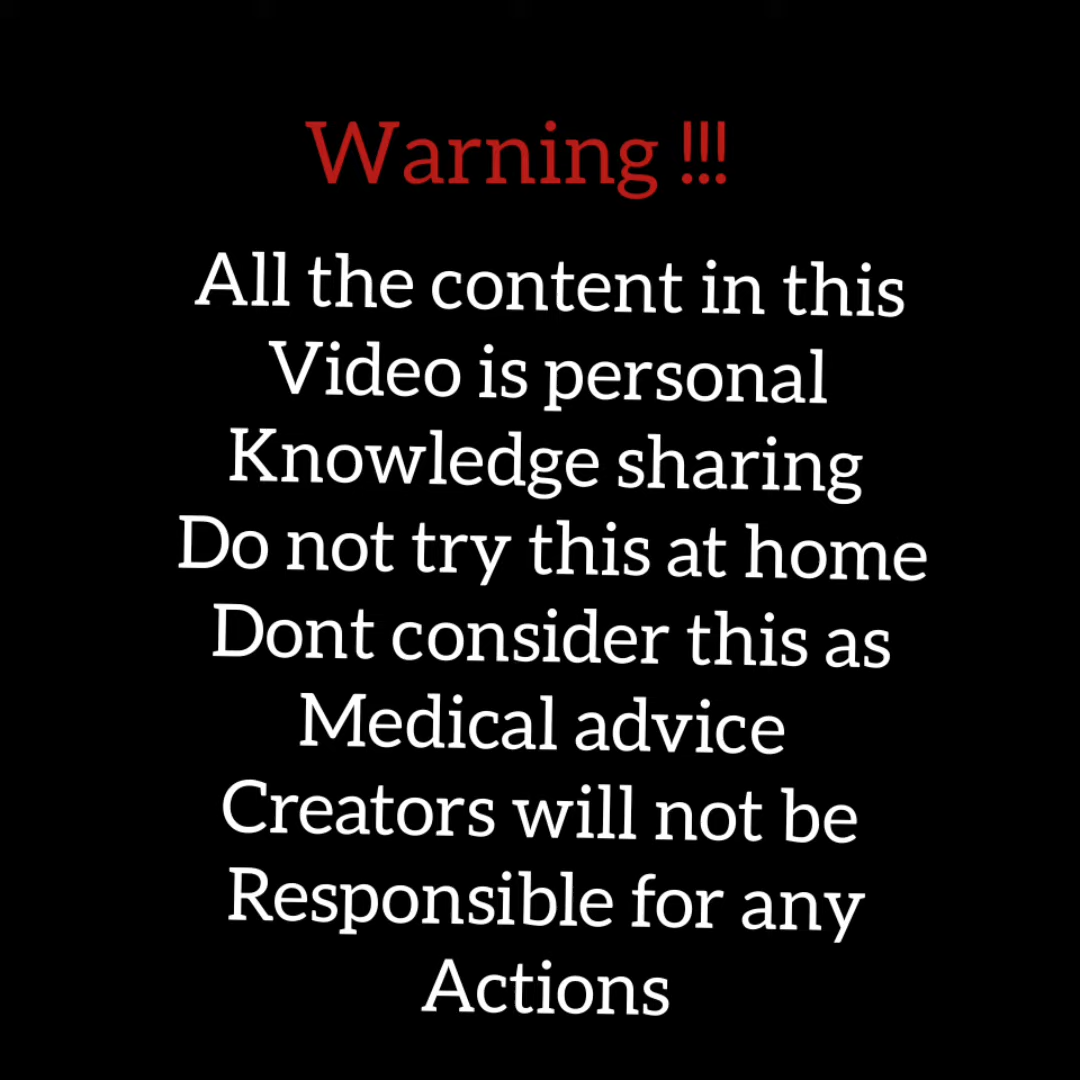 Warning !!!
All the content in this
Video is personal
Knowledge sharing
Do not try this at home
Dont consider this as
Medical advice
Creators will not be
Responsible for any
Actions